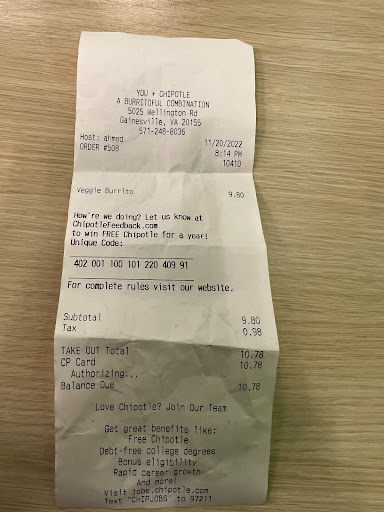 YOU + CHIPOTLE
A BURRITOFUL COMBINATION
5025 Wellington Rd
Gainesville, VA 20155
571-248-8036
Host: ahmed 11/20/2022
ORDER #508 8:14 PM
10410
Veggie Burrito 9.80
How're we doing? Let us know at
ChipotleFeedback.com
to win FREE Chipotle for a year!
Unique Code:
402 001 100 101 220 409 91
For complete rules visit our website.
Subtotal 9.80
Tax 0.98
TAKE OUT Total 10.78
CP Card 10.78
Authorizing...
Balance Due 10.78
Love Chipotle? Join Our Team
Get great benefits like:
Free Chipotle
Debt-free college degrees
Bonus eligibility
Rapid career growth
And more!
Visit jobs.chipotle.com
Text "CHIPJOBS" to 97211